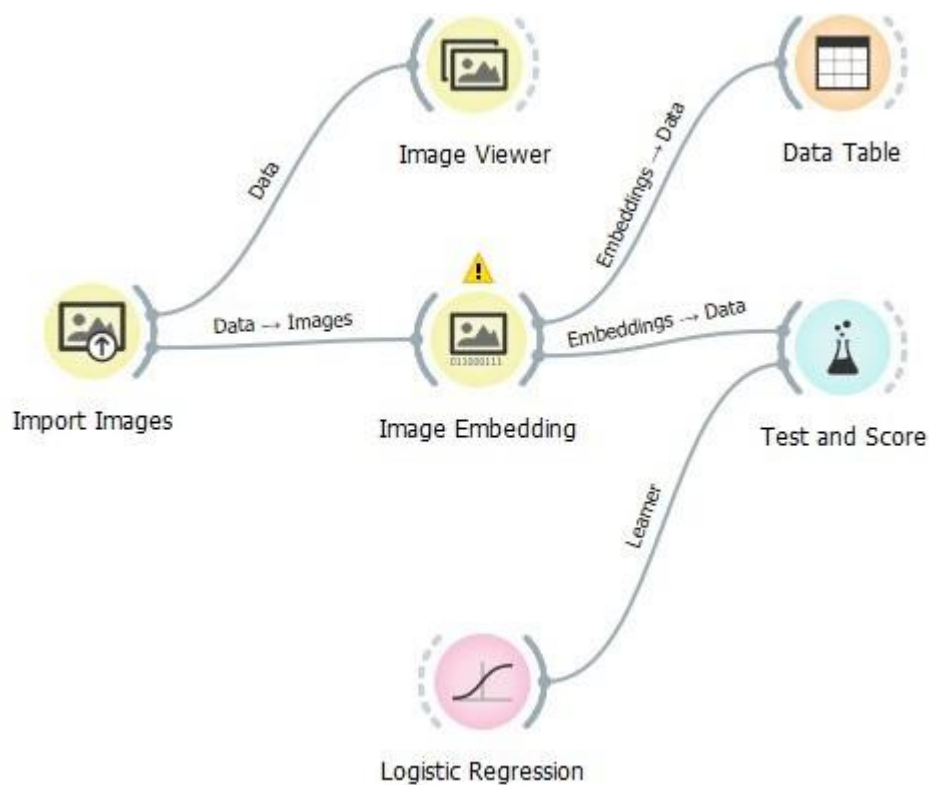 Image Viewer
Data Table
Data
Embeddings → Data
Data → Images
011000111
Embeddings → Data
Import Images
Image Embedding
Test and Score
Learner
Logistic Regression